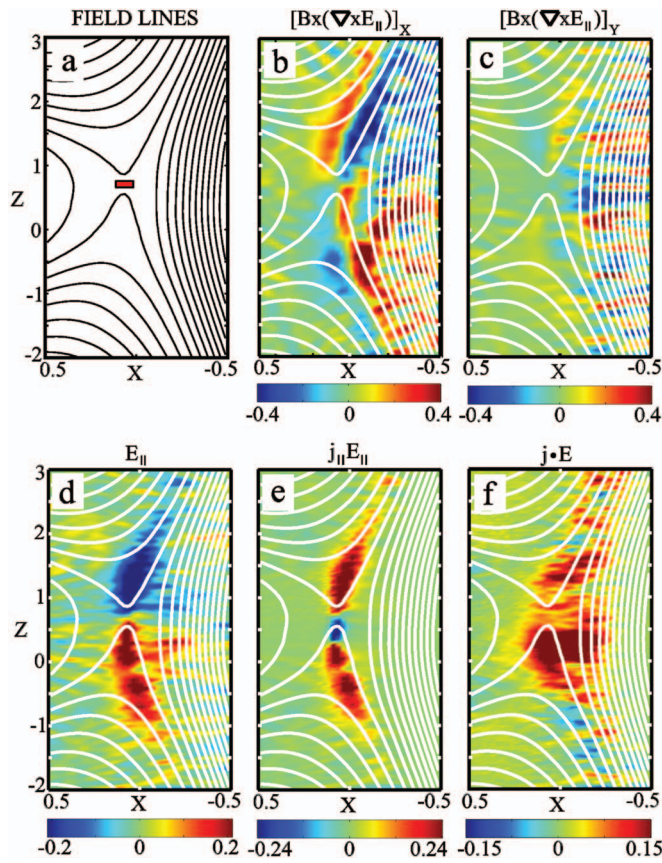 FIELD LINES
[Bx(∇xE||)]X
[Bx(∇xE||)]Y
a
b
c
3
2
1
Z
0
-1
-2
0.5 X -0.5
0.5 X -0.5
0.5 X -0.5
-0.4 0 0.4
-0.4 0 0.4
E||
j||E||
j•E
d
e
f
3
2
1
Z
0
-1
-2
0.5 X -0.5
0.5 X -0.5
0.5 X -0.5
-0.2 0 0.2
-0.24 0 0.24
-0.15 0 0.15